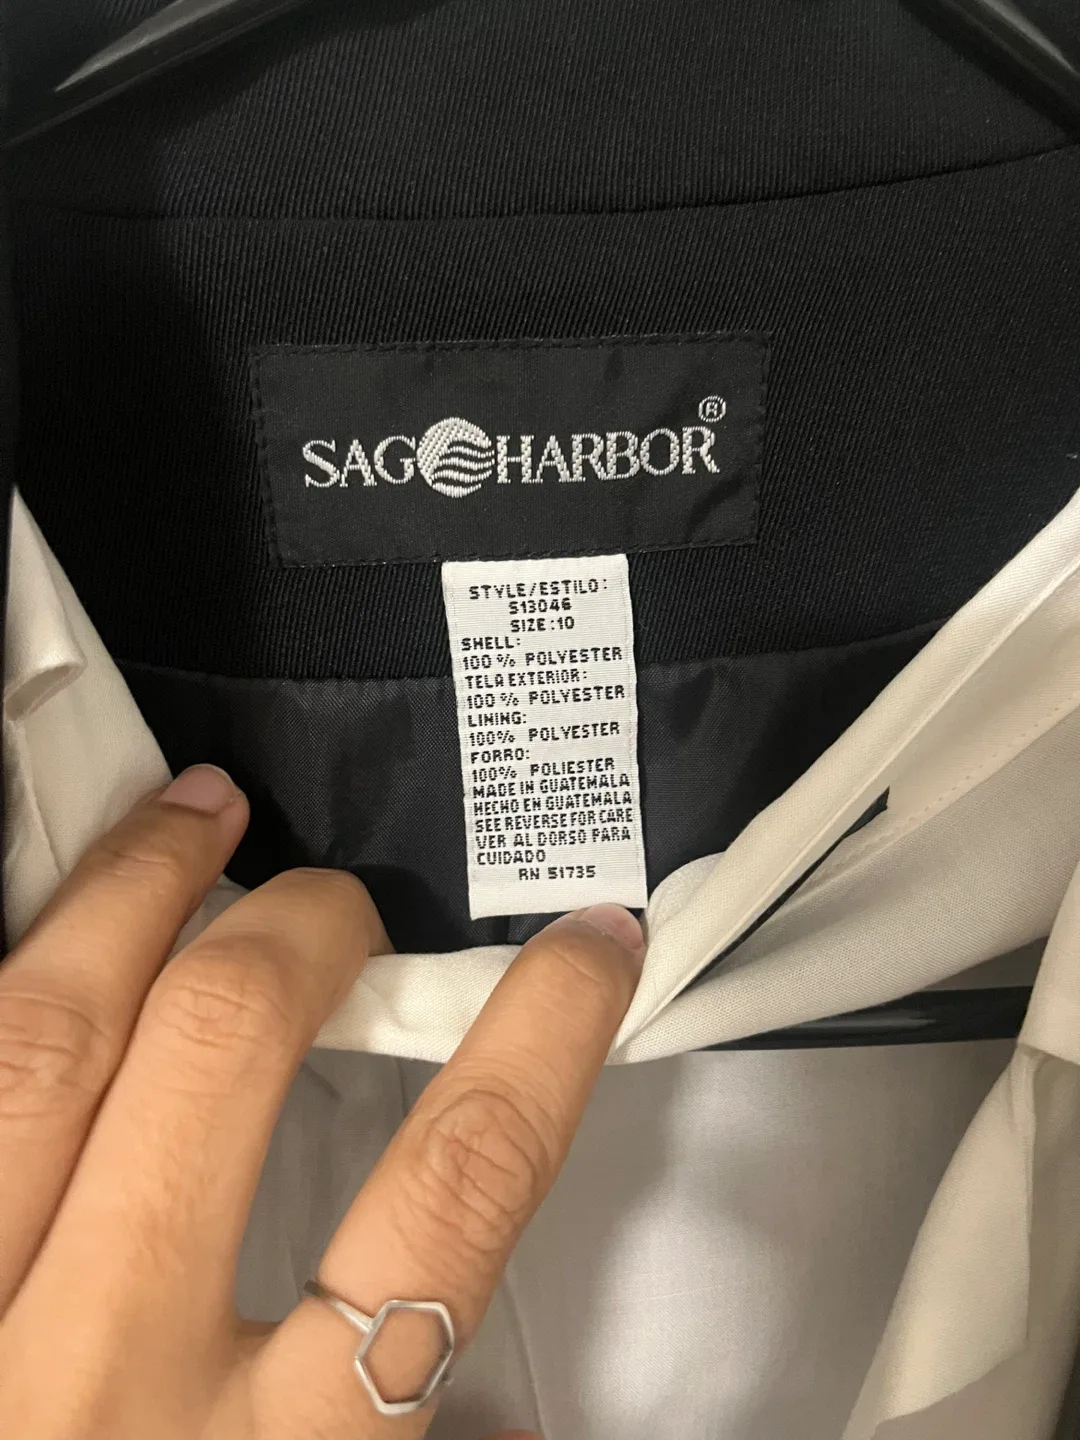 SAG HARBOR®
STYLE/ESTILO:
S13046
SIZE:10
SHELL:
100% POLYESTER
TELA EXTERIOR:
100% POLYESTER
LINING:
100% POLYESTER
FORRO:
100% POLIESTER
MADE IN GUATEMALA
HECHO EN GUATEMALA
SEE REVERSE FOR CARE
VER AL DORSO PARA
CUIDADO
RN 51735